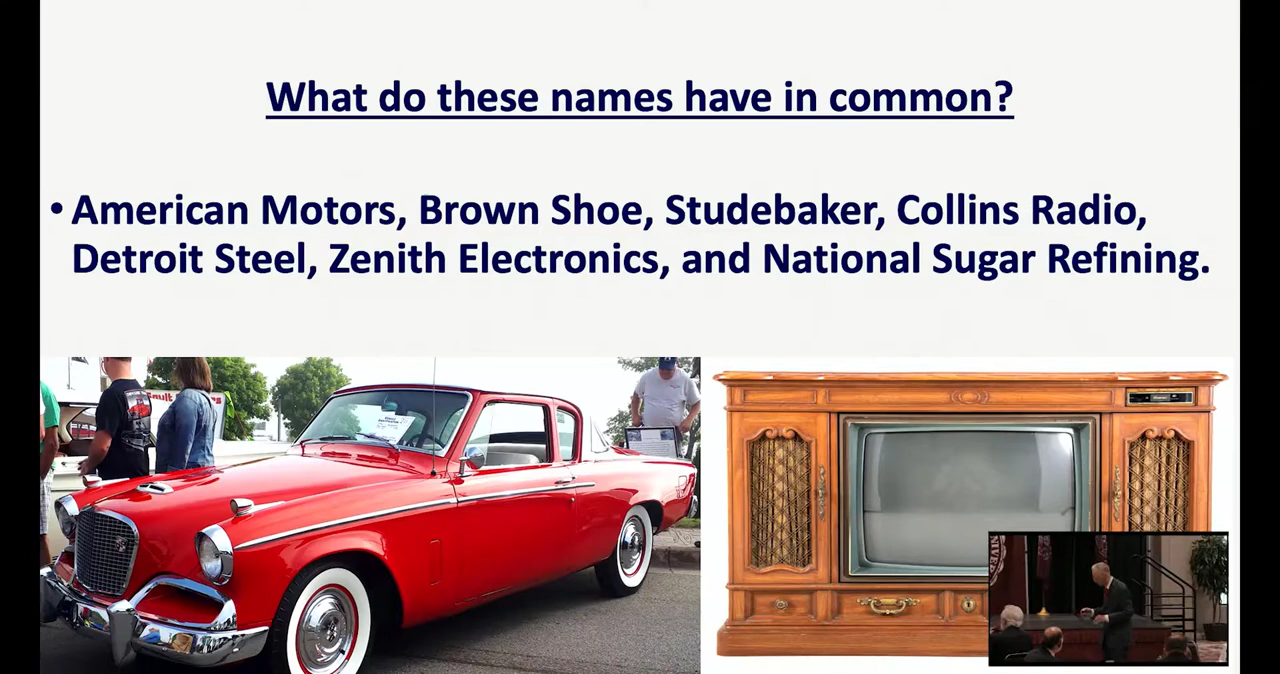 What do these names have in common?
• American Motors, Brown Shoe, Studebaker, Collins Radio,
Detroit Steel, Zenith Electronics, and National Sugar Refining.